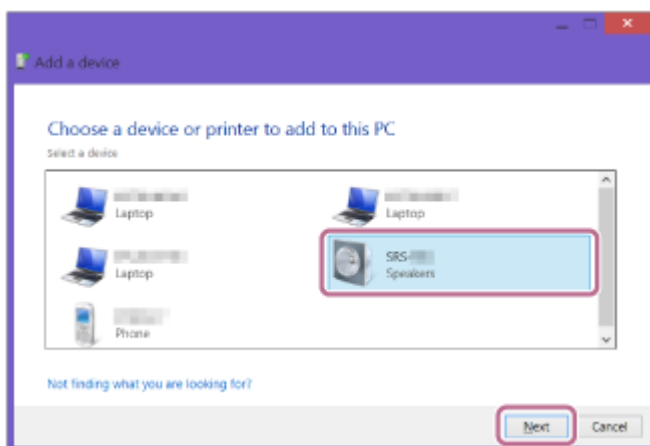 Add a device
Choose a device or printer to add to this PC
Select a device
Laptop
Laptop
Laptop
SRS-
Speakers
Phone
Not finding what you are looking for?
Next
Cancel